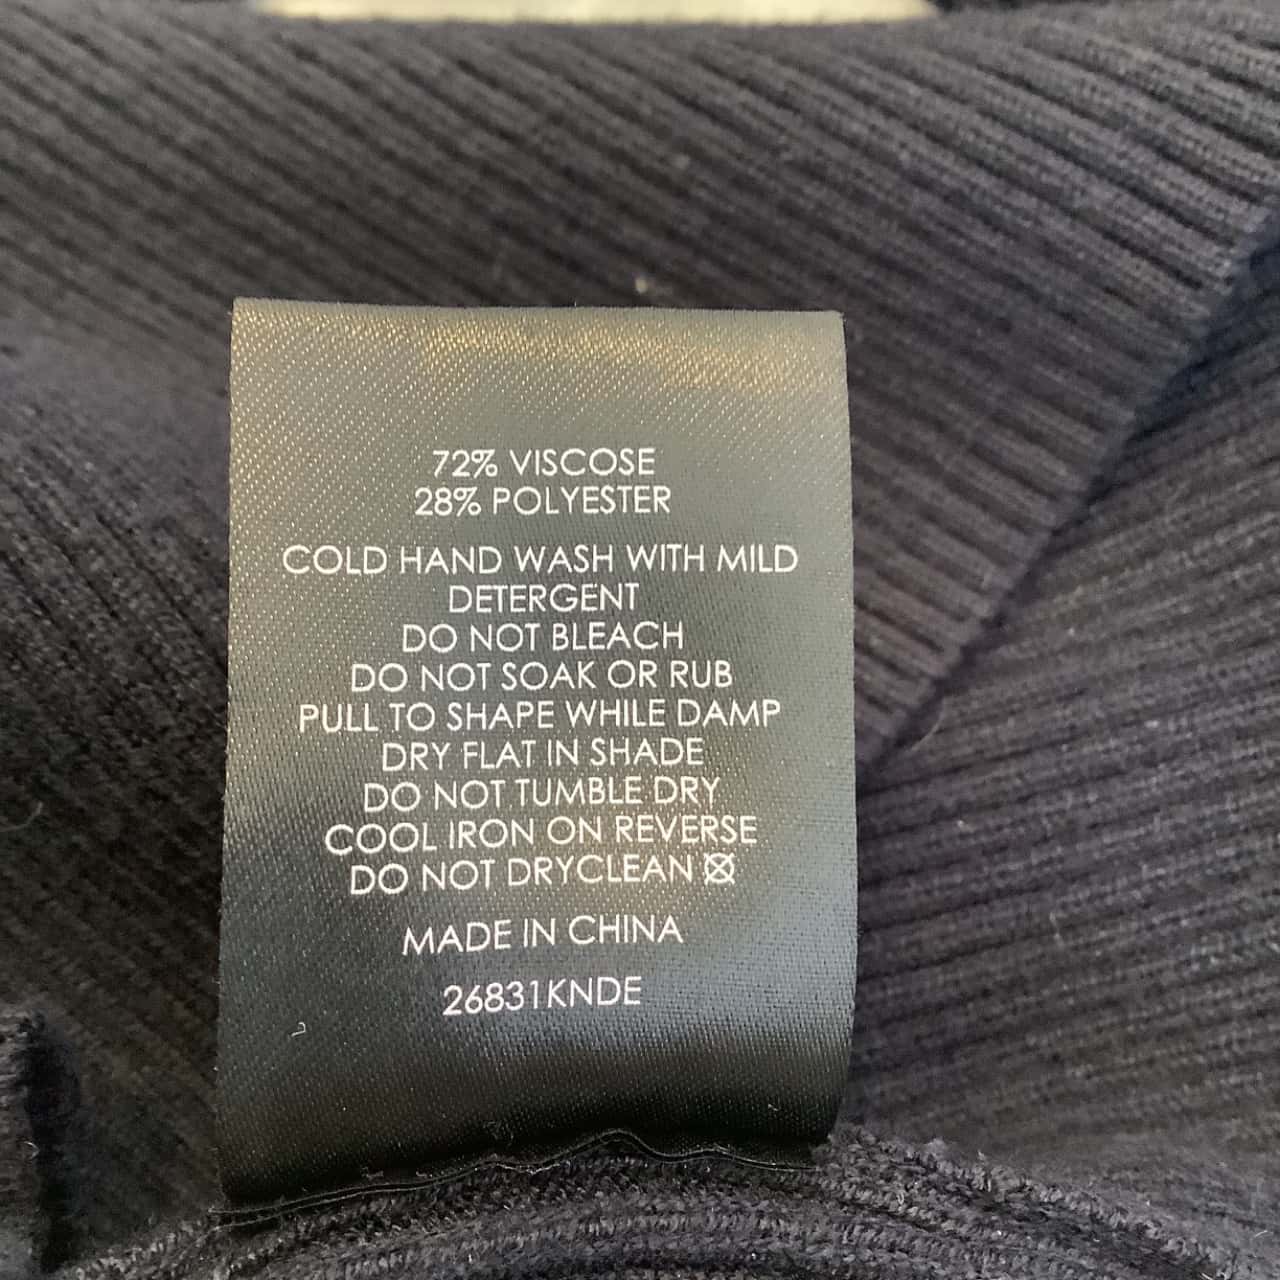 72% VISCOSE
28% POLYESTER
COLD HAND WASH WITH MILD
DETERGENT
DO NOT BLEACH
DO NOT SOAK OR RUB
PULL TO SHAPE WHILE DAMP
DRY FLAT IN SHADE
DO NOT TUMBLE DRY
COOL IRON ON REVERSE
DO NOT DRYCLEAN
MADE IN CHINA
26831KNDE